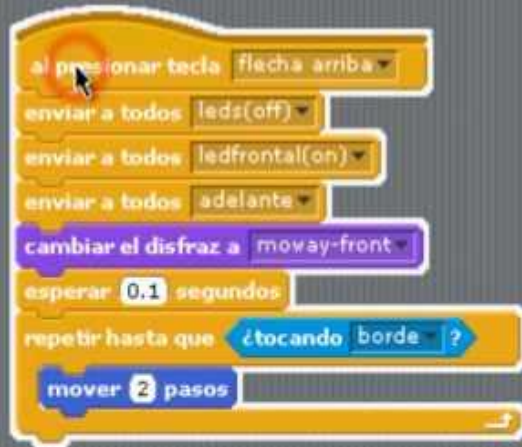 al presionar tecla flecha arriba
enviar a todos leds(off)
enviar a todos ledfrontal(on)
enviar a todos adelante
cambiar el disfraz a moway-front
esperar 0.1 segundos
repetir hasta que ¿tocando borde ?
mover 2 pasos